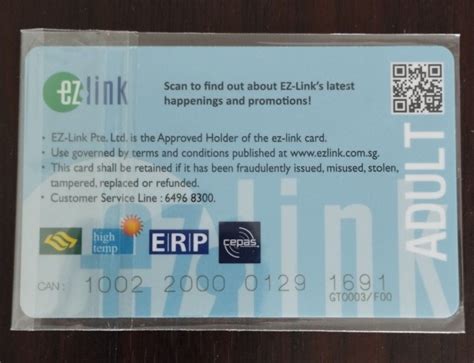 ez-link
Scan to find out about EZ-Link's latest
happenings and promotions!
• EZ-Link Pte. Ltd. is the Approved Holder of the ez-link card.
• Use governed by terms and conditions published at www.ezlink.com.sg.
• This card shall be retained if it has been fraudulently issued, misused, stolen,
tampered, replaced or refunded.
• Customer Service Line : 6496 8300.
ADULT
high
temp
ERP
cepas
ez-link
CAN : 1002 2000 0129 1691
GT0003/F00